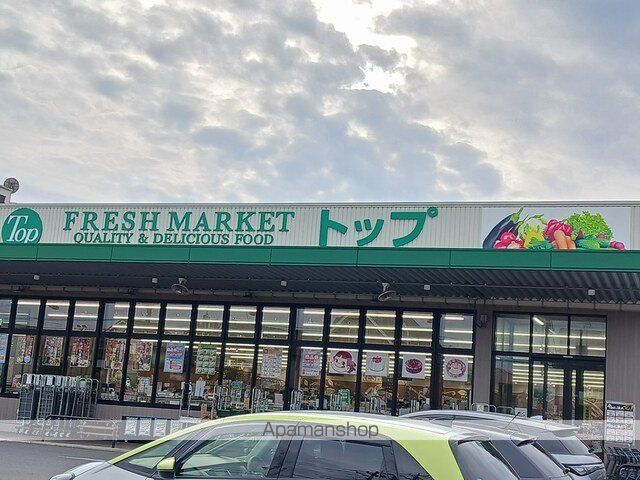 Top
FRESH MARKET
QUALITY & DELICIOUS FOOD
トップ
Apamanshop